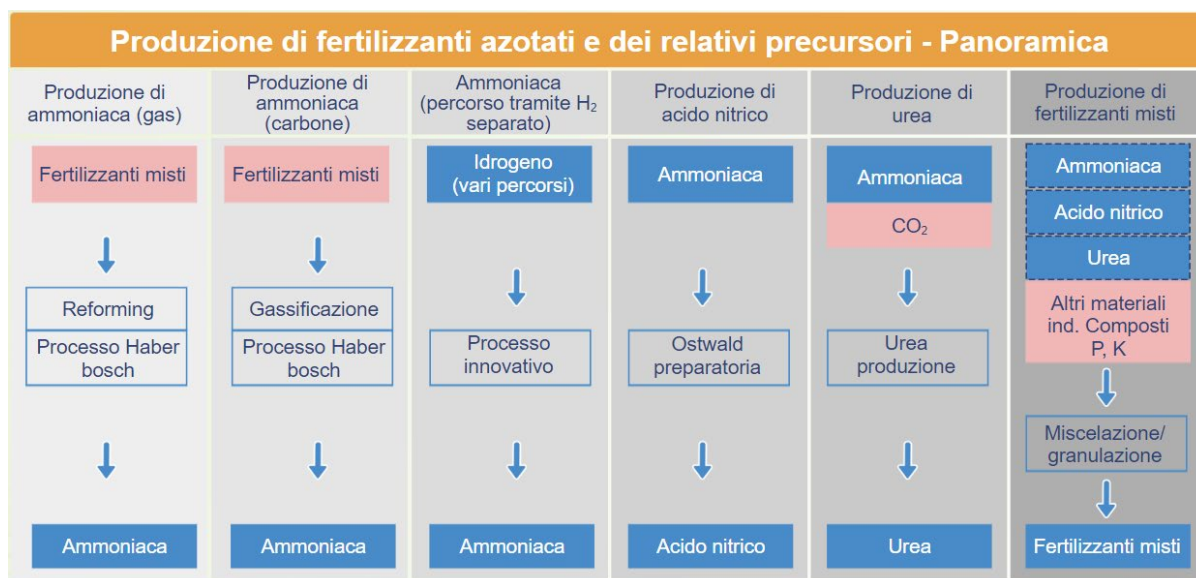 Produzione di fertilizzanti azotati e dei relativi precursori - Panoramica
Produzione di
ammoniaca (gas)
Fertilizzanti misti
Reforming
Processo Haber
bosch
Ammoniaca
Produzione di
ammoniaca
(carbone)
Fertilizzanti misti
Gassificazione
Processo Haber
bosch
Ammoniaca
Ammoniaca
(percorso tramite H₂
separato)
Idrogeno
(vari percorsi)
Processo
innovativo
Ammoniaca
Produzione di
acido nitrico
Ammoniaca
Ostwald
preparatoria
Acido nitrico
Produzione di
urea
Ammoniaca
CO₂
Urea
produzione
Urea
Produzione di
fertilizzanti misti
Ammoniaca
Acido nitrico
Urea
Altri materiali
ind. Composti
P, K
Miscelazione/
granulazione
Fertilizzanti misti